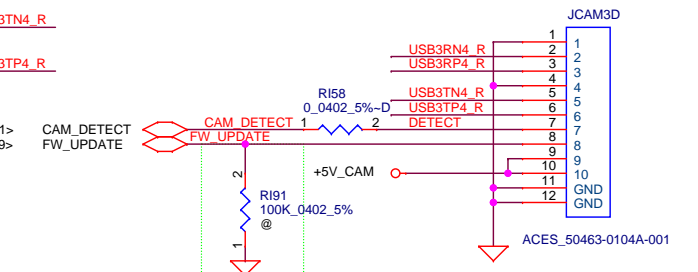 3TN4_R
3TP4_R
JCAM3D
1 1
USB3RN4_R 2 2
USB3RP4_R 3 3
4 4
USB3TN4_R 5 5
USB3TP4_R 6 6
RI58
0_0402_5%~D
1> CAM_DETECT CAM_DETECT 1 2 DETECT 7 7
9> FW_UPDATE FW_UPDATE 8 8
9 9
+5V_CAM 10 10
11 GND
12 GND
2
RI91
100K_0402_5%
@
1
ACES_50463-0104A-001